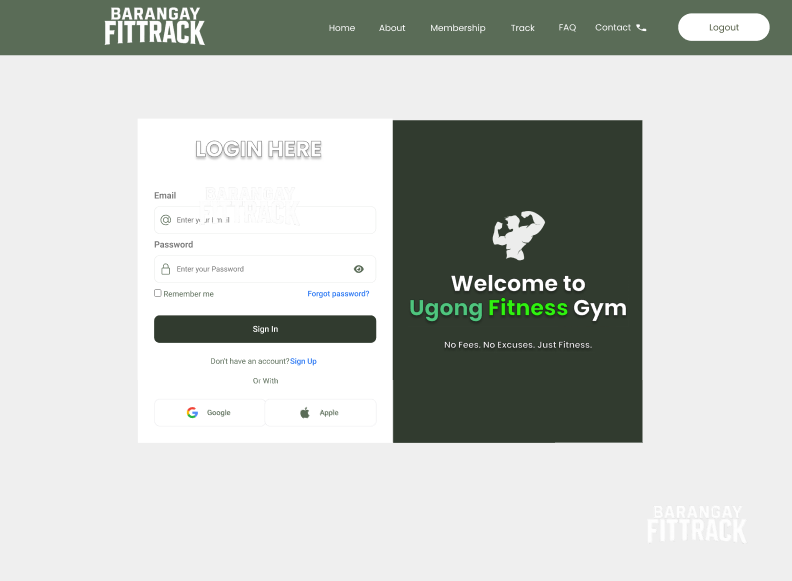 BARANGAY
FITTRACK
Home About Membership Track FAQ Contact Logout
LOGIN HERE
BARANGAY
FITTRACK
Email
Enter your Email
Password
Enter your Password
Remember me Forgot password?
Sign In
Don't have an account?Sign Up
Or With
Google Apple
Welcome to
Ugong Fitness Gym
No Fees. No Excuses. Just Fitness.
BARANGAY
FITTRACK